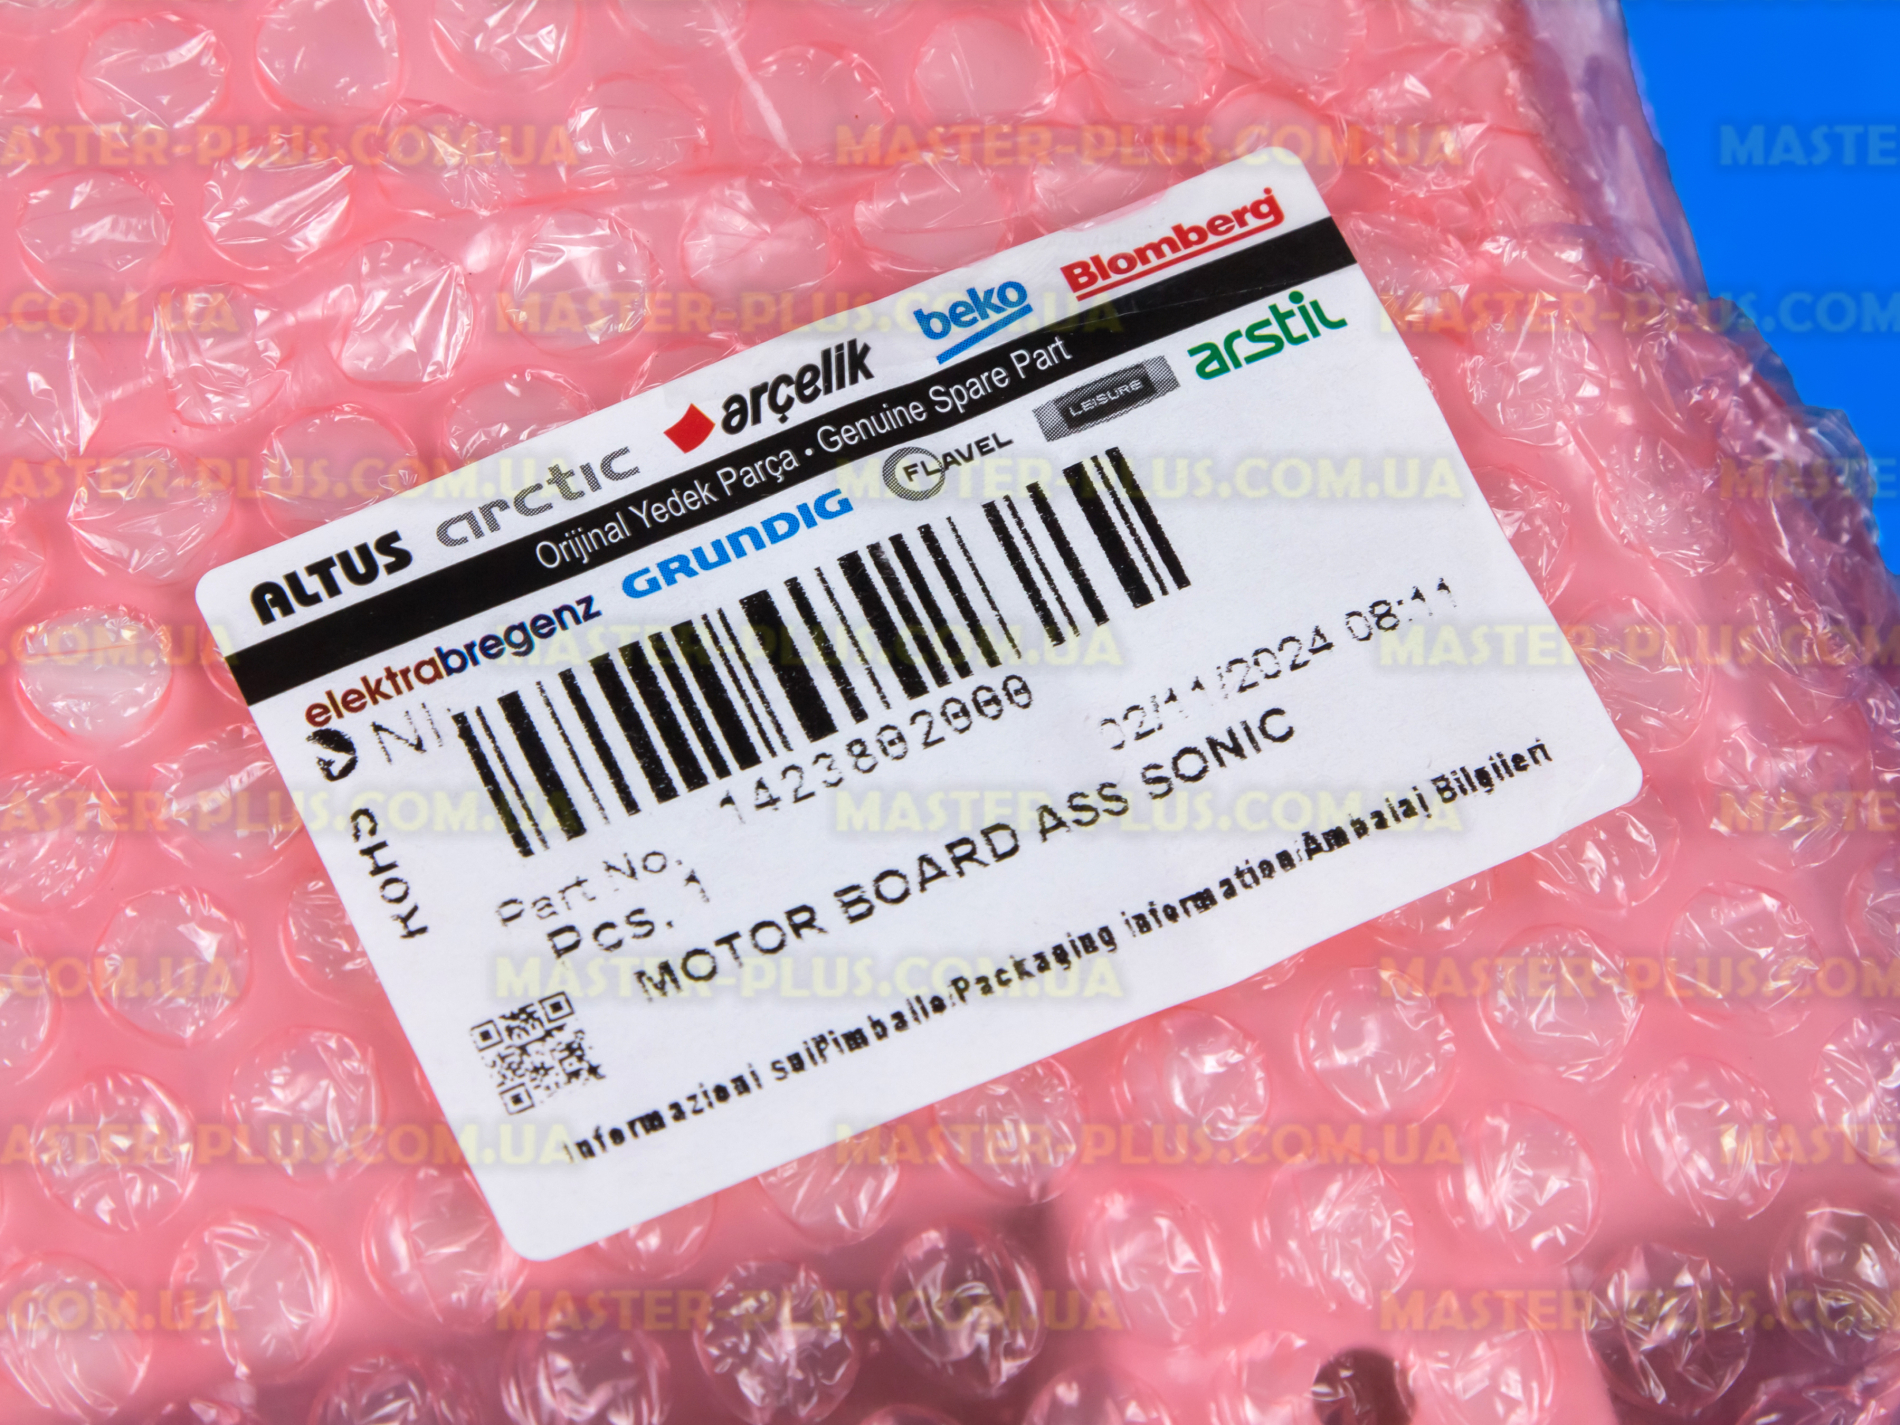 ALTUS arctic arçelik beko Blomberg
Orijinal Yedek Parça • Genuine Spare Part
elektrabregenz GRUNDIG FLAVEL LEISURE arstil
1423802000
02/11/2024 08:11
ROHS
Part No.
PCS. 1
MOTOR BOARD ASS SONIC
Informazioni sull'imballo/Packaging information/Ambalaj Bilgileri
MASTER-PLUS.COM.UA